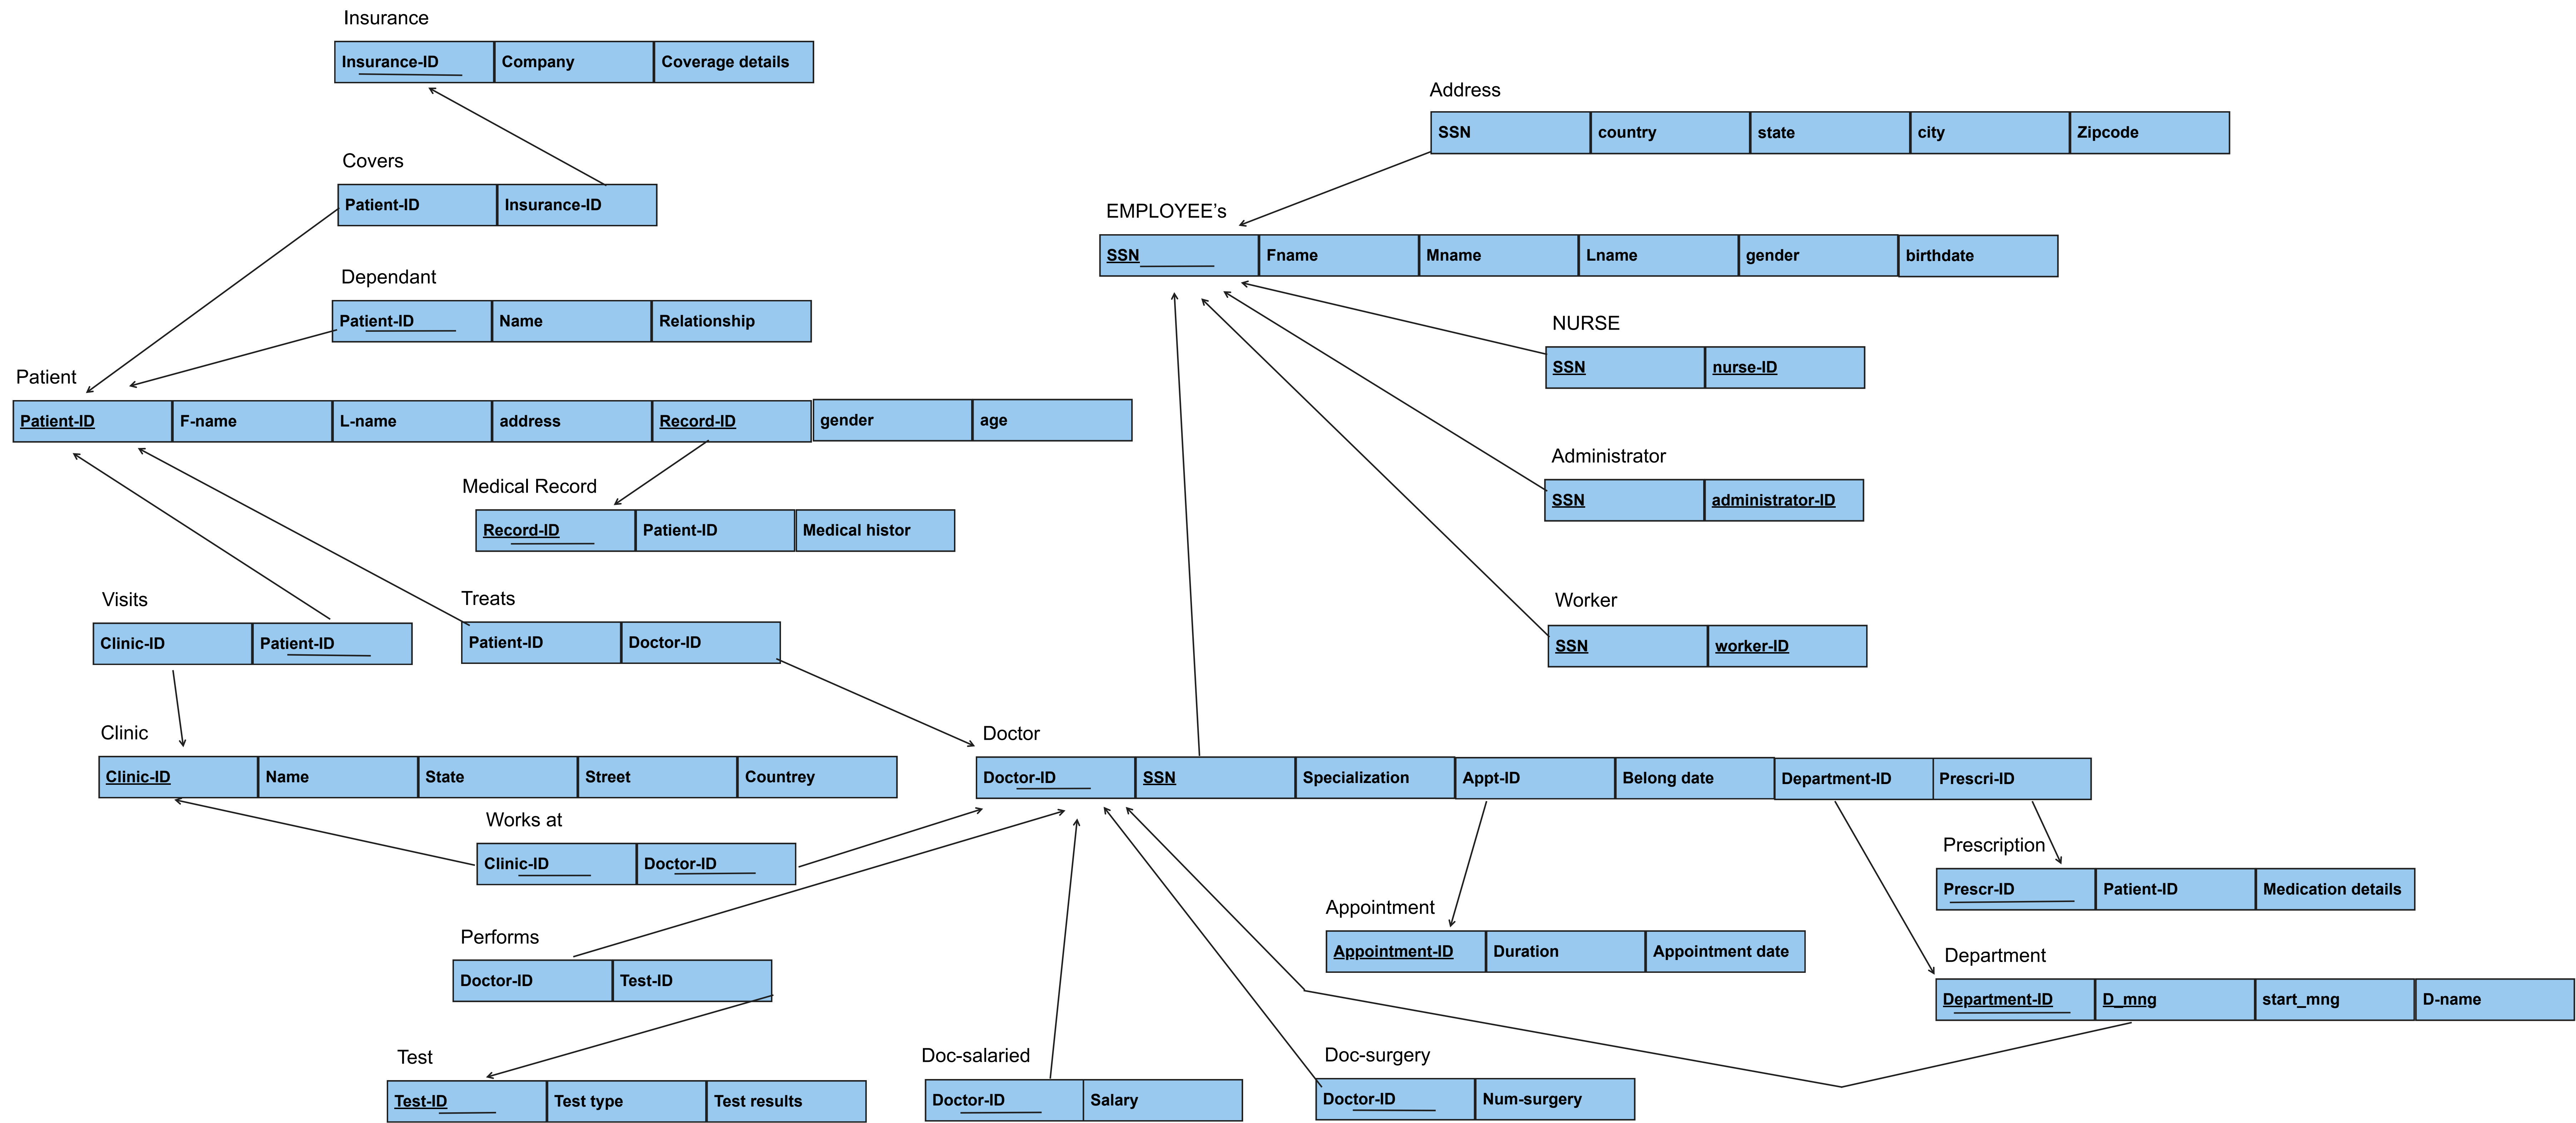 Insurance
Insurance-ID Company Coverage details
Address
SSN country state city Zipcode
Covers
Patient-ID Insurance-ID
EMPLOYEE's
SSN Fname Mname Lname gender birthdate
Dependant
Patient-ID Name Relationship
NURSE
SSN nurse-ID
Patient
Patient-ID F-name L-name address Record-ID gender age
Administrator
SSN administrator-ID
Medical Record
Record-ID Patient-ID Medical histor
Visits
Clinic-ID Patient-ID
Treats
Patient-ID Doctor-ID
Worker
SSN worker-ID
Clinic
Clinic-ID Name State Street Countrey
Doctor
Doctor-ID SSN Specialization Appt-ID Belong date Department-ID Prescri-ID
Works at
Clinic-ID Doctor-ID
Prescription
Prescr-ID Patient-ID Medication details
Appointment
Appointment-ID Duration Appointment date
Performs
Doctor-ID Test-ID
Department
Department-ID D_mng start_mng D-name
Test
Test-ID Test type Test results
Doc-salaried
Doctor-ID Salary
Doc-surgery
Doctor-ID Num-surgery